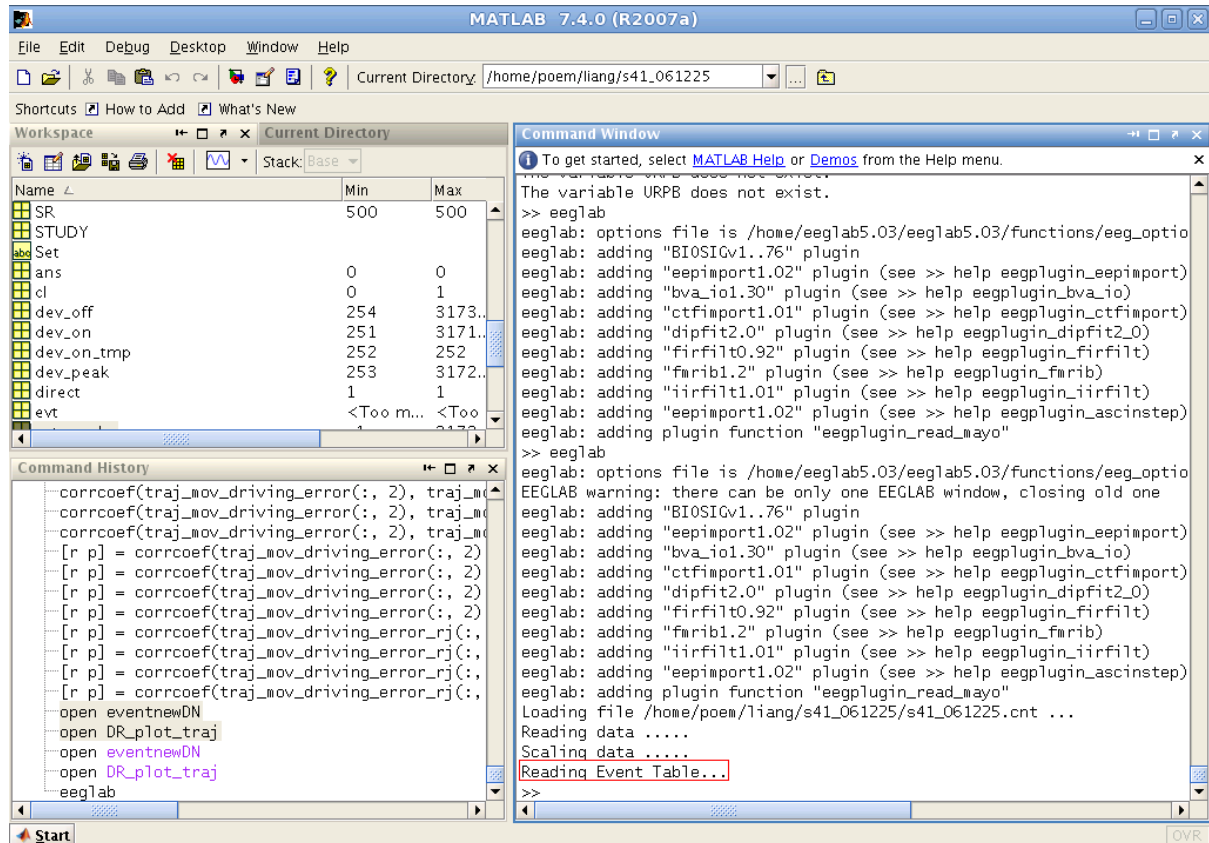 MATLAB 7.4.0 (R2007a)
File Edit Debug Desktop Window Help
Current Directory: /home/poem/liang/s41_061225
Shortcuts How to Add What's New
Workspace
Current Directory
Stack: Base
Name Min Max
SR 500 500
STUDY
abc Set
ans 0 0
cl 0 1
dev_off 254 3173..
dev_on 251 3171..
dev_on_tmp 252 252
dev_peak 253 3172..
direct 1 1
evt <Too m... <Too
Command History
corrcoef(traj_mov_driving_error(:, 2), traj_m
corrcoef(traj_mov_driving_error(:, 2), traj_m
corrcoef(traj_mov_driving_error(:, 2), traj_m
[r p] = corrcoef(traj_mov_driving_error(:, 2)
[r p] = corrcoef(traj_mov_driving_error(:, 2)
[r p] = corrcoef(traj_mov_driving_error(:, 2)
[r p] = corrcoef(traj_mov_driving_error(:, 2)
[r p] = corrcoef(traj_mov_driving_error_rj(:,
[r p] = corrcoef(traj_mov_driving_error_rj(:,
[r p] = corrcoef(traj_mov_driving_error_rj(:,
[r p] = corrcoef(traj_mov_driving_error_rj(:,
open eventnewDN
open DR_plot_traj
open eventnewDN
open DR_plot_traj
eeglab
Command Window
To get started, select MATLAB Help or Demos from the Help menu.
The variable URPB does not exist.
>> eeglab
eeglab: options file is /home/eeglab5.03/eeglab5.03/functions/eeg_optio
eeglab: adding "BIOSIGv1..76" plugin
eeglab: adding "eepimport1.02" plugin (see >> help eegplugin_eepimport)
eeglab: adding "bva_io1.30" plugin (see >> help eegplugin_bva_io)
eeglab: adding "ctfimport1.01" plugin (see >> help eegplugin_ctfimport)
eeglab: adding "dipfit2.0" plugin (see >> help eegplugin_dipfit2_0)
eeglab: adding "firfilt0.92" plugin (see >> help eegplugin_firfilt)
eeglab: adding "fmrib1.2" plugin (see >> help eegplugin_fmrib)
eeglab: adding "iirfilt1.01" plugin (see >> help eegplugin_iirfilt)
eeglab: adding "eepimport1.02" plugin (see >> help eegplugin_ascinstep)
eeglab: adding plugin function "eegplugin_read_mayo"
>> eeglab
eeglab: options file is /home/eeglab5.03/eeglab5.03/functions/eeg_optio
EEGLAB warning: there can be only one EEGLAB window, closing old one
eeglab: adding "BIOSIGv1..76" plugin
eeglab: adding "eepimport1.02" plugin (see >> help eegplugin_eepimport)
eeglab: adding "bva_io1.30" plugin (see >> help eegplugin_bva_io)
eeglab: adding "ctfimport1.01" plugin (see >> help eegplugin_ctfimport)
eeglab: adding "dipfit2.0" plugin (see >> help eegplugin_dipfit2_0)
eeglab: adding "firfilt0.92" plugin (see >> help eegplugin_firfilt)
eeglab: adding "fmrib1.2" plugin (see >> help eegplugin_fmrib)
eeglab: adding "iirfilt1.01" plugin (see >> help eegplugin_iirfilt)
eeglab: adding "eepimport1.02" plugin (see >> help eegplugin_ascinstep)
eeglab: adding plugin function "eegplugin_read_mayo"
Loading file /home/poem/liang/s41_061225/s41_061225.cnt ...
Reading data .....
Scaling data .....
Reading Event Table...
>>
Start
OVR